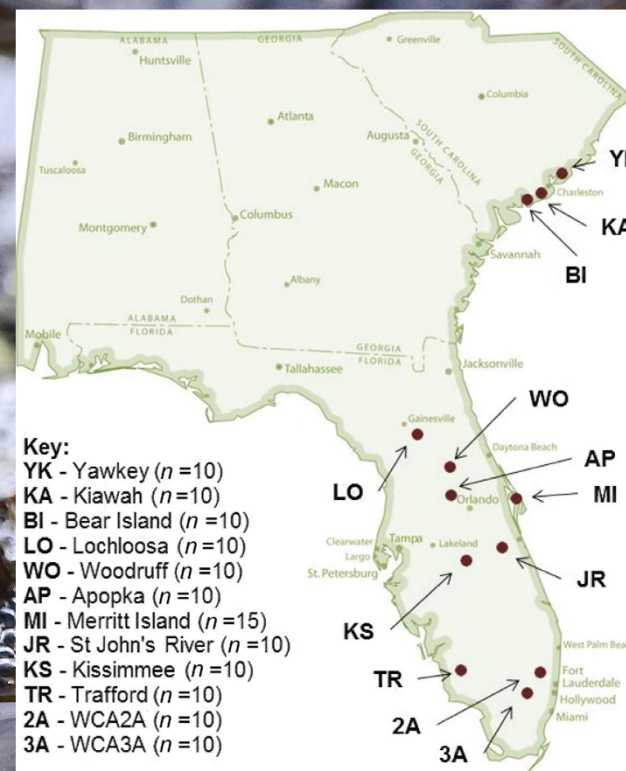 ALABAMA
GEORGIA
Greenville
SOUTH CAROLINA
Huntsville
Columbia
Atlanta
Birmingham
Augusta
SOUTH CAROLINA
GEORGIA
Tuscaloosa
Macon
Charleston
YK
KA
BI
Montgomery
Columbus
Savannah
Albany
Dothan
ALABAMA
FLORIDA
GEORGIA
FLORIDA
Mobile
Tallahassee
Jacksonville
Gainesville
WO
Daytona Beach
LO
AP
MI
Orlando
Clearwater
Tampa
Lakeland
Largo
St. Petersburg
JR
KS
West Palm Bea
TR
Fort
Lauderdale
Hollywood
Miami
2A
3A
Key:
YK - Yawkey (n =10)
KA - Kiawah (n =10)
BI - Bear Island (n =10)
LO - Lochloosa (n =10)
WO - Woodruff (n =10)
AP - Apopka (n =10)
MI - Merritt Island (n =15)
JR - St John's River (n =10)
KS - Kissimmee (n =10)
TR - Trafford (n =10)
2A - WCA2A (n =10)
3A - WCA3A (n =10)